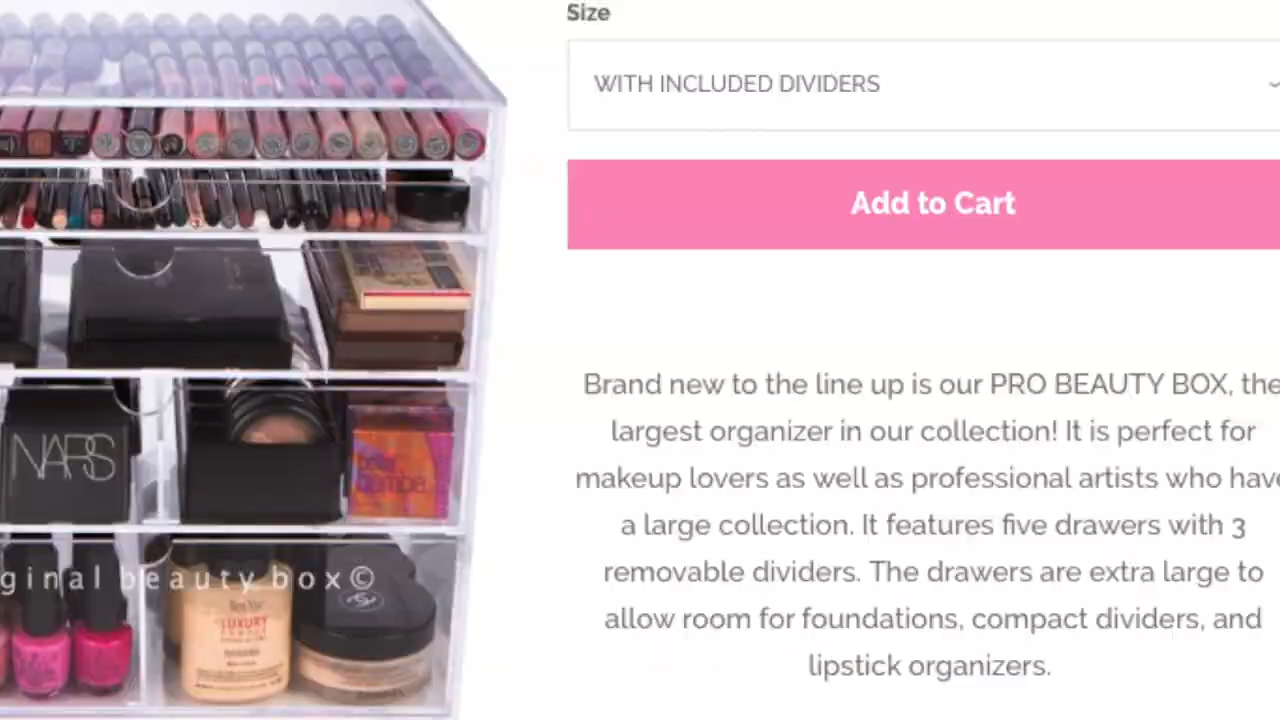 Size
WITH INCLUDED DIVIDERS
Add to Cart
Brand new to the line up is our PRO BEAUTY BOX, the
largest organizer in our collection! It is perfect for
makeup lovers as well as professional artists who have
a large collection. It features five drawers with 3
removable dividers. The drawers are extra large to
allow room for foundations, compact dividers, and
lipstick organizers.
NARS
ginal beauty box©
LUXURY